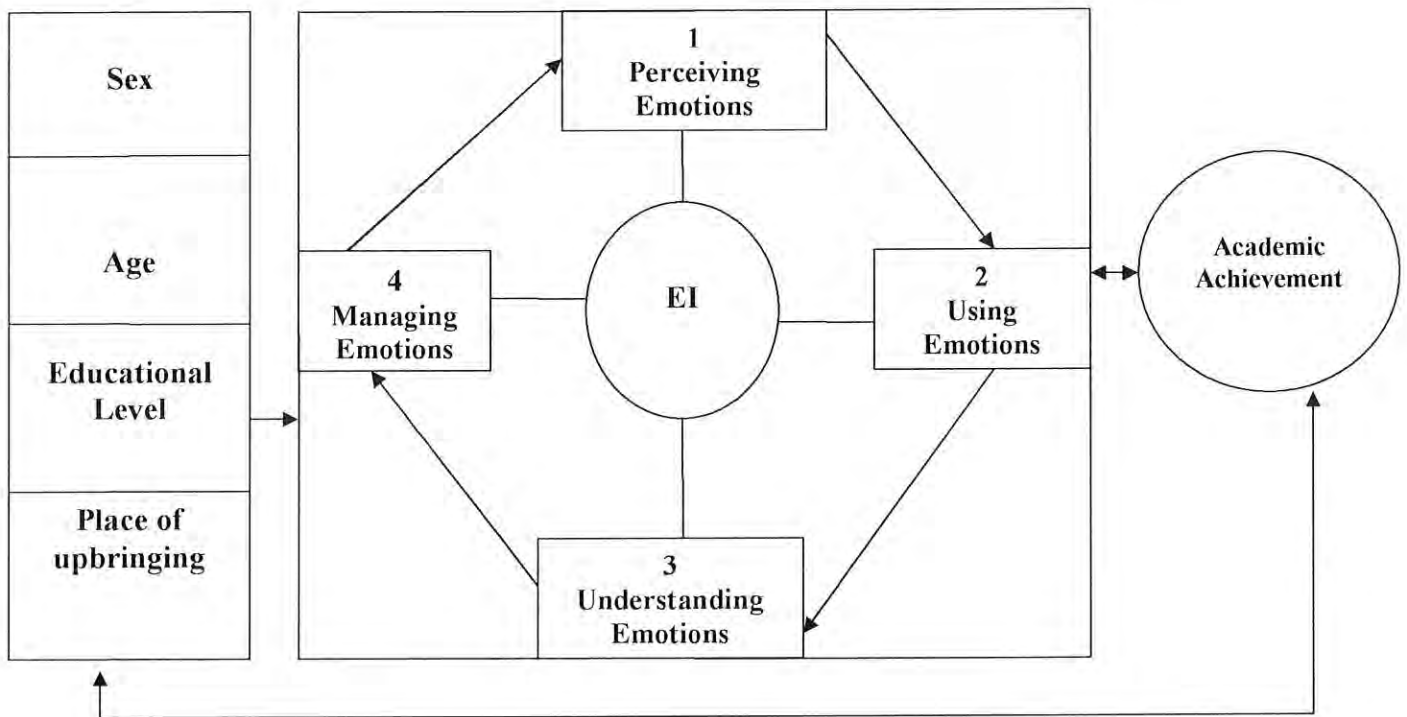 Sex
Age
Educational
Level
Place of
upbringing
1
Perceiving
Emotions
4
Managing
Emotions
EI
2
Using
Emotions
3
Understanding
Emotions
Academic
Achievement